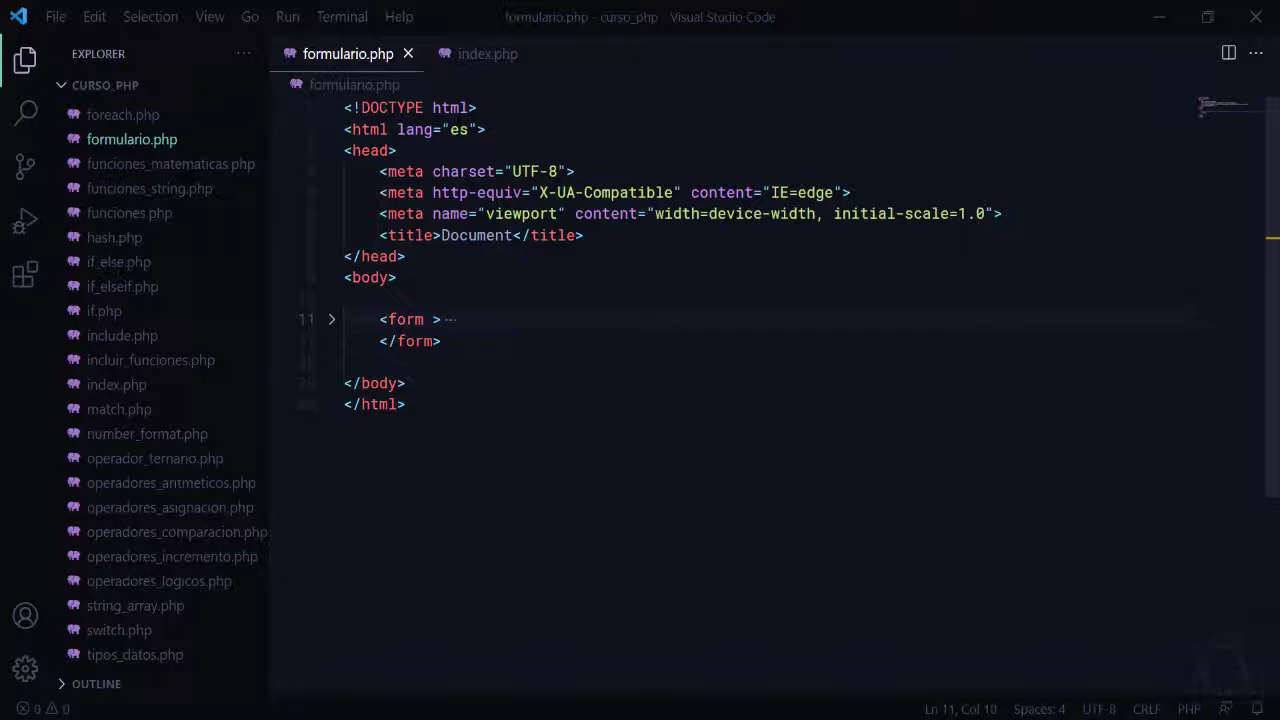 File Edit Selection View Go Run Terminal Help formulario.php - curso_php Visual Studio Code
EXPLORER
formulario.php index.php
CURSO_PHP
formulario.php
foreach.php
formulario.php
funciones_matematicas.php
funciones_string.php
funciones.php
hash.php
if_else.php
if_elseif.php
if.php
include.php
incluir_funciones.php
index.php
match.php
number_format.php
operador_ternario.php
operadores_aritmeticos.php
operadores_asignacion.php
operadores_comparacion.php
operadores_incremento.php
operadores_logicos.php
string_array.php
switch.php
tipos_datos.php
OUTLINE
<!DOCTYPE html>
<html lang="es">
<head>
<meta charset="UTF-8">
<meta http-equiv="X-UA-Compatible" content="IE=edge">
<meta name="viewport" content="width=device-width, initial-scale=1.0">
<title>Document</title>
</head>
<body>
11 <form >
</form>
</body>
</html>
0 0 Ln 11, Col 10 Spaces: 4 UTF-8 CRLF PHP